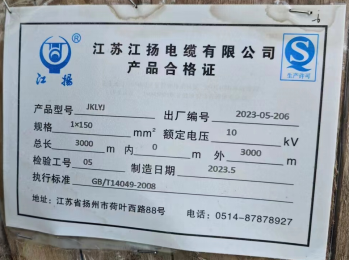 江苏江扬电缆有限公司
产品合格证
江扬®
生产许可
产品型号 JKLYJ 出厂编号 2023-05-206
规格 1×150 mm² 额定电压 10 kV
总长 3000 m 内 0 m 外 3000 m
检验工号 05 制造日期 2023.5
执行标准 GB/T14049-2008
地址：江苏省扬州市荷叶西路88号 电话：0514-87878927